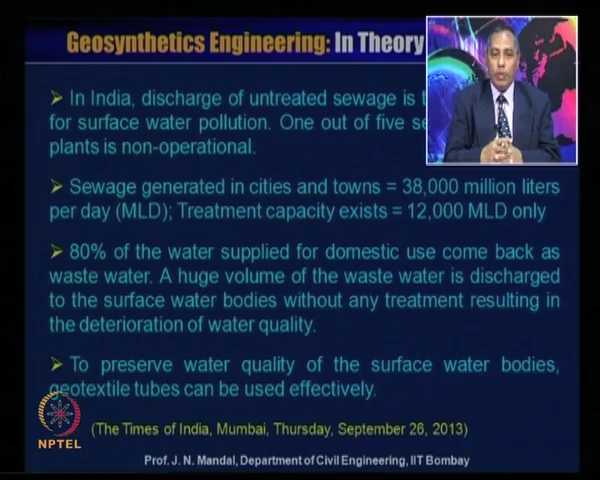 Geosynthetics Engineering: In Theory
➤ In India, discharge of untreated sewage is
for surface water pollution. One out of five
plants is non-operational.
➤ Sewage generated in cities and towns = 38,000 million liters
per day (MLD); Treatment capacity exists = 12,000 MLD only
➤ 80% of the water supplied for domestic use come back as
waste water. A huge volume of the waste water is discharged
to the surface water bodies without any treatment resulting in
the deterioration of water quality.
➤ To preserve water quality of the surface water bodies,
geotextile tubes can be used effectively.
(The Times of India, Mumbai, Thursday, September 26, 2013)
NPTEL
Prof. J. N. Mandal, Department of Civil Engineering, IIT Bombay